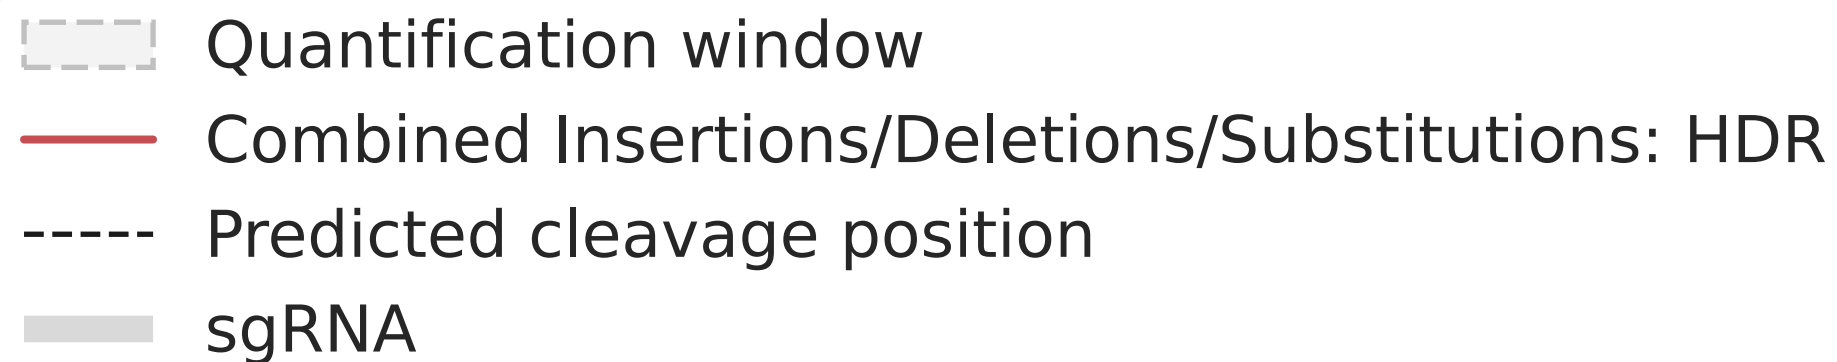 Quantification window
Combined Insertions/Deletions/Substitutions: HDR
Predicted cleavage position
sgRNA